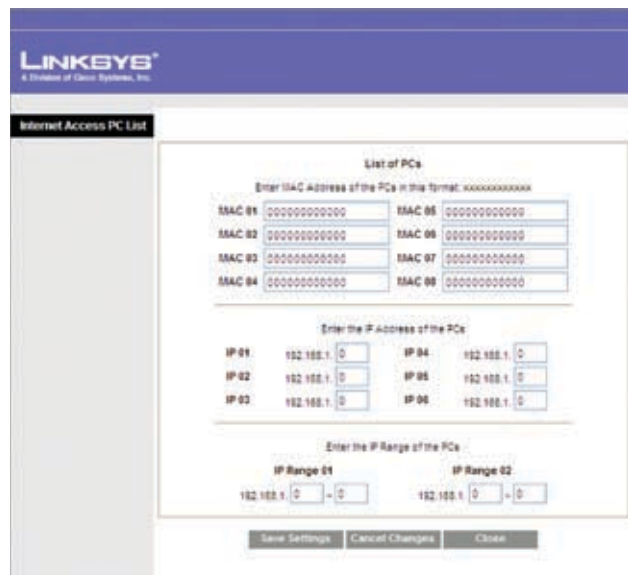 LINKSYS®
A Division of Cisco Systems, Inc.
Internet Access PC List
List of PCs
Enter MAC Address of the PCs in this format: xxxxxxxxxxxx
MAC 01 000000000000 MAC 05 000000000000
MAC 02 000000000000 MAC 06 000000000000
MAC 03 000000000000 MAC 07 000000000000
MAC 04 000000000000 MAC 08 000000000000
Enter the IP Address of the PCs
IP 01 192.168.1. 0 IP 04 192.168.1. 0
IP 02 192.168.1. 0 IP 05 192.168.1. 0
IP 03 192.168.1. 0 IP 06 192.168.1. 0
Enter the IP Range of the PCs
IP Range 01 IP Range 02
192.168.1. 0 ~ 0 192.168.1. 0 ~ 0
Save Settings Cancel Changes Close